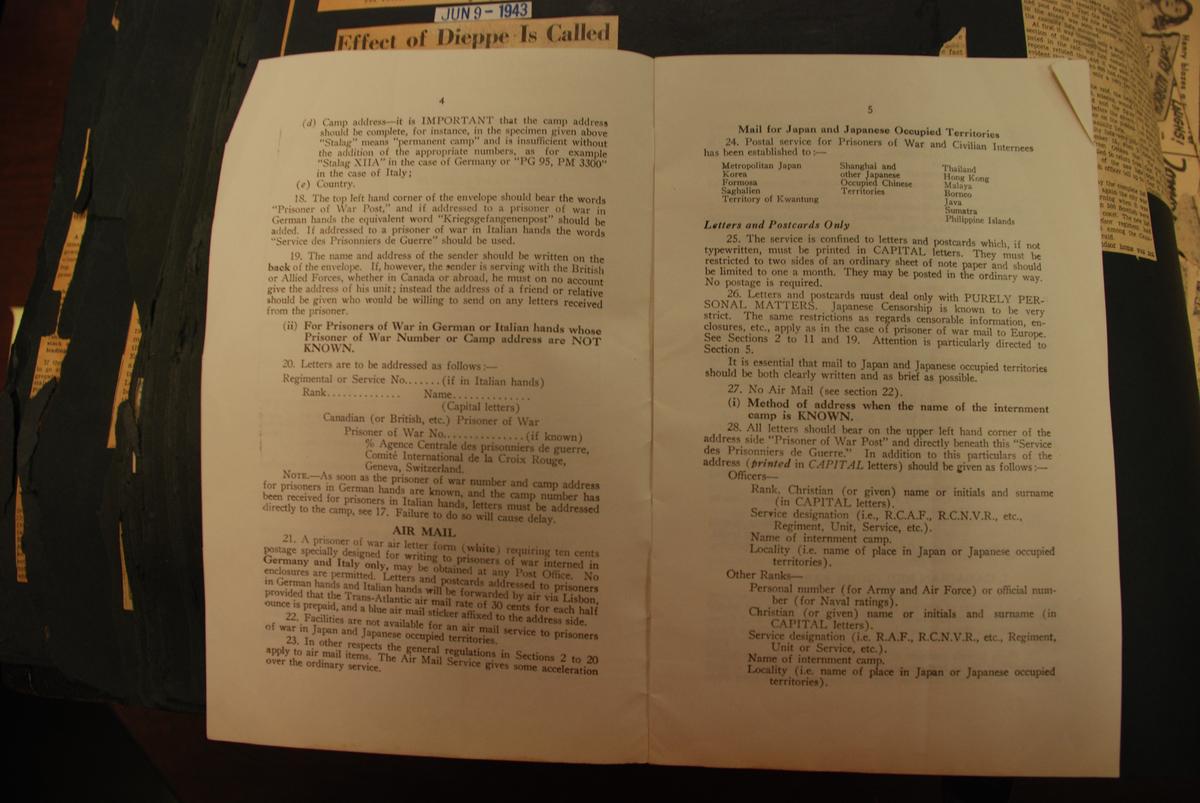 JUN 9 - 1943
Effect of Dieppe Is Called
4
(d) Camp address—it is IMPORTANT that the camp address
should be complete, for instance, in the specimen given above
"Stalag" means "permanent camp" and is insufficient without
the addition of the appropriate numbers, as for example
"Stalag XIIA" in the case of Germany or "PG 95, PM 3300"
in the case of Italy;
(e) Country.
18. The top left hand corner of the envelope should bear the words
"Prisoner of War Post," and if addressed to a prisoner of war in
German hands the equivalent word "Kriegsgefangenpost" should be
added. If addressed to a prisoner of war in Italian hands the words
"Service des Prisonniers de Guerre" should be used.
19. The name and address of the sender should be written on the
back of the envelope. If, however, the sender is serving with the British
or Allied Forces, whether in Canada or abroad, he must on no account
give the address of his unit; instead the address of a friend or relative
should be given who would be willing to send on any letters received
from the prisoner.
(ii) For Prisoners of War in German or Italian hands whose
Prisoner of War Number or Camp address are NOT
KNOWN.
20. Letters are to be addressed as follows:—
Regimental or Service No.......(if in Italian hands)
Rank............. Name..............
(Capital letters)
Canadian (or British, etc.) Prisoner of War
Prisoner of War No...............(if known)
% Agence Centrale des prisonniers de guerre,
Comité International de la Croix Rouge,
Geneva, Switzerland.
NOTE.—As soon as the prisoner of war number and camp address
for prisoners in German hands are known, and the camp number has
been received for prisoners in Italian hands, letters must be addressed
directly to the camp, see 17. Failure to do so will cause delay.
AIR MAIL
21. A prisoner of war air letter form (white) requiring ten cents
postage specially designed for writing to prisoners of war interned in
Germany and Italy only, may be obtained at any Post Office. No
enclosures are permitted. Letters and postcards addressed to prisoners
in German hands and Italian hands will be forwarded by air via Lisbon,
provided that the Trans-Atlantic air mail rate of 30 cents for each half
ounce is prepaid, and a blue air mail sticker affixed to the address side.
22. Facilities are not available for an air mail service to prisoners
of war in Japan and Japanese occupied territories.
23. In other respects the general regulations in Sections 2 to 20
apply to air mail items. The Air Mail Service gives some acceleration
over the ordinary service.
5
Mail for Japan and Japanese Occupied Territories
24. Postal service for Prisoners of War and Civilian Internees
has been established to:—
Metropolitan Japan
Korea
Formosa
Saghalien
Territory of Kwantung
Shanghai and
other Japanese
Occupied Chinese
Territories
Thailand
Hong Kong
Malaya
Borneo
Java
Sumatra
Philippine Islands
Letters and Postcards Only
25. The service is confined to letters and postcards which, if not
typewritten, must be printed in CAPITAL letters. They must be
restricted to two sides of an ordinary sheet of note paper and should
be limited to one a month. They may be posted in the ordinary way.
No postage is required.
26. Letters and postcards must deal only with PURELY PER-
SONAL MATTERS. Japanese Censorship is known to be very
strict. The same restrictions as regards censorable information, en-
closures, etc., apply as in the case of prisoner of war mail to Europe.
See Sections 2 to 11 and 19. Attention is particularly directed to
Section 5.
It is essential that mail to Japan and Japanese occupied territories
should be both clearly written and as brief as possible.
27. No Air Mail (see section 22).
(i) Method of address when the name of the internment
camp is KNOWN.
28. All letters should bear on the upper left hand corner of the
address side "Prisoner of War Post" and directly beneath this "Service
des Prisonniers de Guerre." In addition to this particulars of the
address (printed in CAPITAL letters) should be given as follows:—
Officers—
Rank, Christian (or given) name or initials and surname
(in CAPITAL letters).
Service designation (i.e., R.C.A.F., R.C.N.V.R., etc.,
Regiment, Unit, Service, etc.).
Name of internment camp.
Locality (i.e. name of place in Japan or Japanese occupied
territories).
Other Ranks—
Personal number (for Army and Air Force) or official num-
ber (for Naval ratings).
Christian (or given) name or initials and surname (in
CAPITAL letters).
Service designation (i.e. R.A.F., R.C.N.V.R., etc., Regiment,
Unit or Service, etc.).
Name of internment camp.
Locality (i.e. name of place in Japan or Japanese occupied
territories).